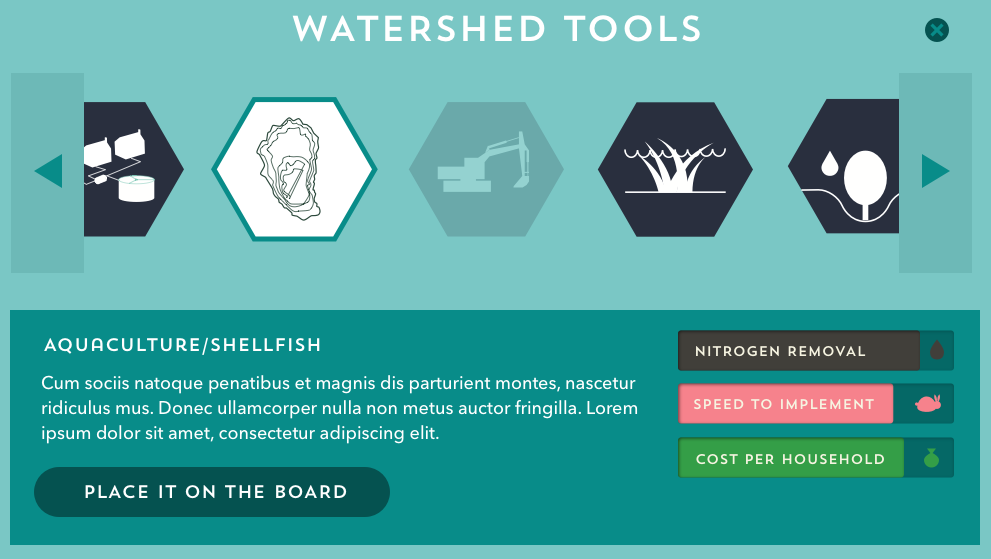 WATERSHED TOOLS
AQUACULTURE/SHELLFISH
Cum sociis natoque penatibus et magnis dis parturient montes, nascetur
ridiculus mus. Donec ullamcorper nulla non metus auctor fringilla. Lorem
ipsum dolor sit amet, consectetur adipiscing elit.
PLACE IT ON THE BOARD
NITROGEN REMOVAL
SPEED TO IMPLEMENT
COST PER HOUSEHOLD